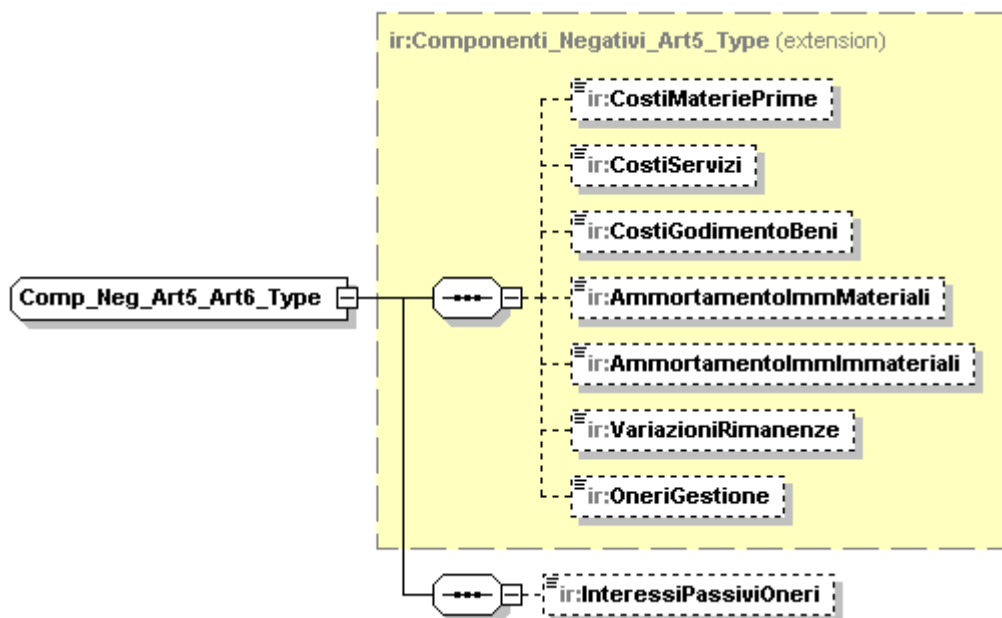 ir:Componenti_Negativi_Art5_Type (extension)
ir:CostiMateriePrime
ir:CostiServizi
ir:CostiGodimentoBeni
Comp_Neg_Art5_Art6_Type
ir:AmmortamentoImmMateriali
ir:AmmortamentoImmImmateriali
ir:VariazioniRimanenze
ir:OneriGestione
ir:InteressiPassiviOneri